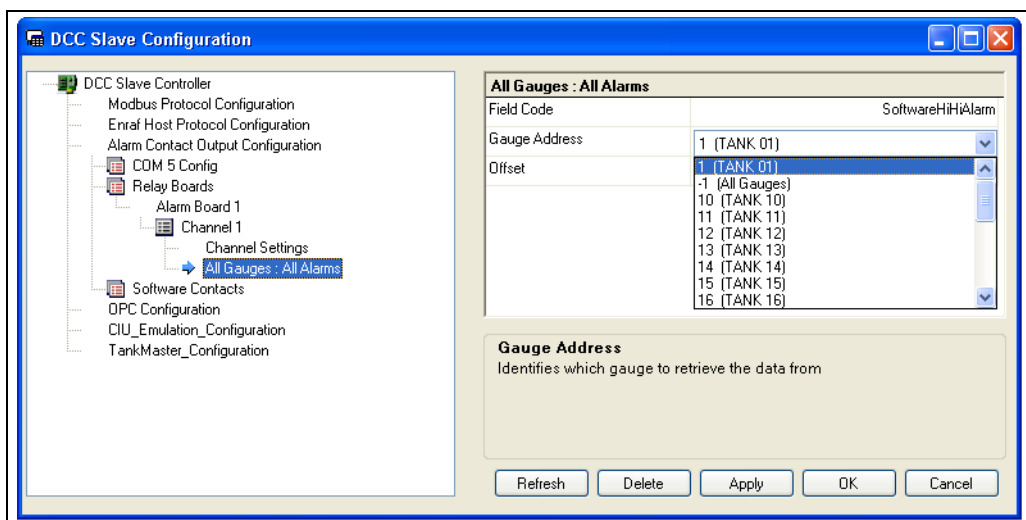 DCC Slave Configuration
DCC Slave Controller
Modbus Protocol Configuration
Enraf Host Protocol Configuration
Alarm Contact Output Configuration
COM 5 Config
Relay Boards
Alarm Board 1
Channel 1
Channel Settings
All Gauges : All Alarms
Software Contacts
OPC Configuration
CIU_Emulation_Configuration
TankMaster_Configuration
All Gauges : All Alarms
Field Code SoftwareHiHiAlarm
Gauge Address 1 (TANK 01)
Offset
1 (TANK 01)
-1 (All Gauges)
10 (TANK 10)
11 (TANK 11)
12 (TANK 12)
13 (TANK 13)
14 (TANK 14)
15 (TANK 15)
16 (TANK 16)
Gauge Address
Identifies which gauge to retrieve the data from
Refresh Delete Apply OK Cancel